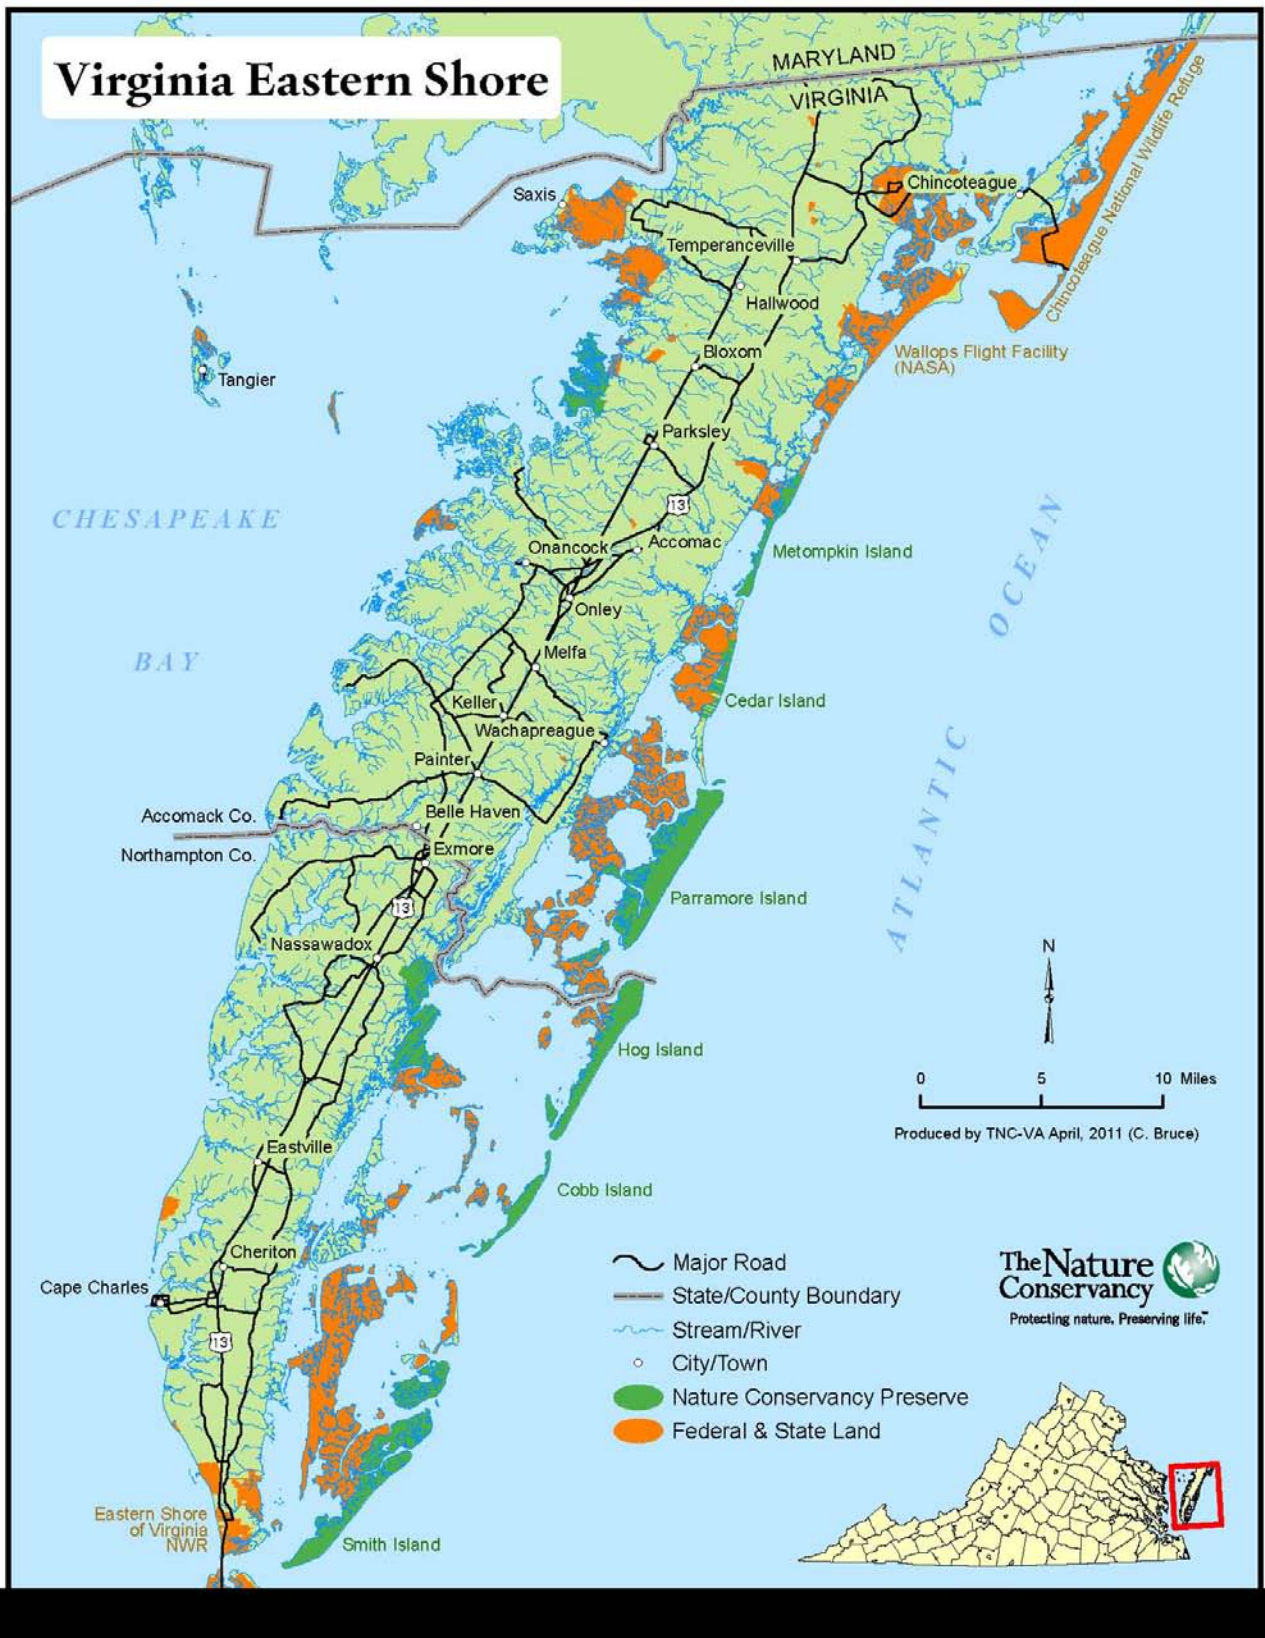 Virginia Eastern Shore
MARYLAND
VIRGINIA
Chincoteague National Wildlife Refuge
Chincoteague
Saxis
Temperanceville
Hallwood
Wallops Flight Facility
(NASA)
Bloxom
Tangier
Parksley
13
CHESAPEAKE
BAY
ATLANTIC
OCEAN
Onancock
Accomac
Metompkin Island
Onley
Melfa
Keller
Cedar Island
Wachapreague
Painter
Accomack Co.
Belle Haven
Northampton Co.
Exmore
Parramore Island
13
Nassawadox
N
Hog Island
0 5 10 Miles
Produced by TNC-VA April, 2011 (C. Bruce)
Eastville
Cobb Island
Cheriton
Cape Charles
13
Major Road
State/County Boundary
Stream/River
City/Town
Nature Conservancy Preserve
Federal & State Land
The Nature
Conservancy
Protecting nature. Preserving life.™
Eastern Shore
of Virginia
NWR
Smith Island